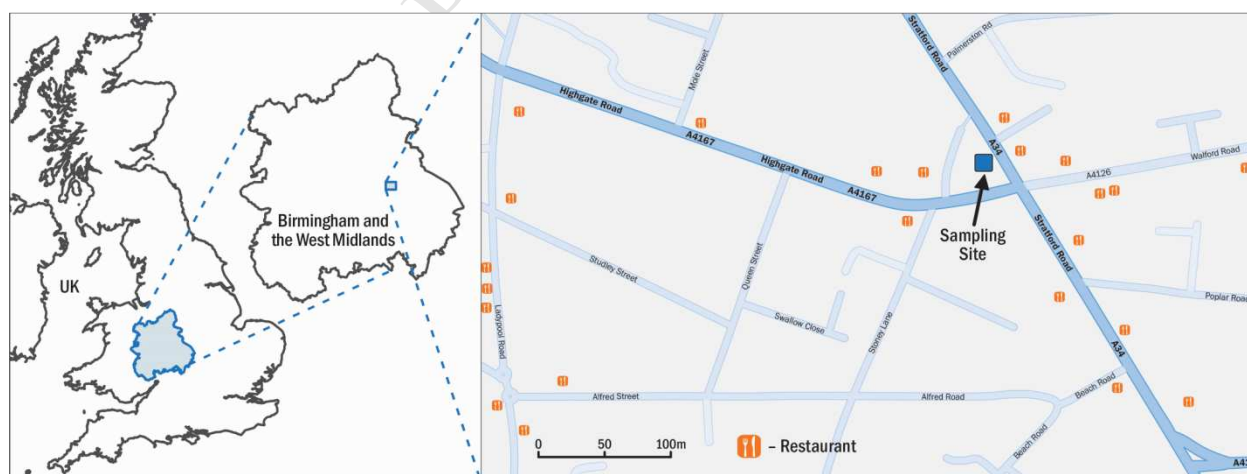 UK
Birmingham and
the West Midlands
Stratford Road
Palmerston Rd
Mole Street
Highgate Road
A4167
Highgate Road
A4167
A34
Walford Road
A4126
Sampling
Site
Stratford Road
Studley Street
Queen Street
Swallow Close
Stoney Lane
Poplar Road
Ladypool Road
A34
Beach Road
Alfred Street
Alfred Road
Beach Road
0 50 100m
– Restaurant